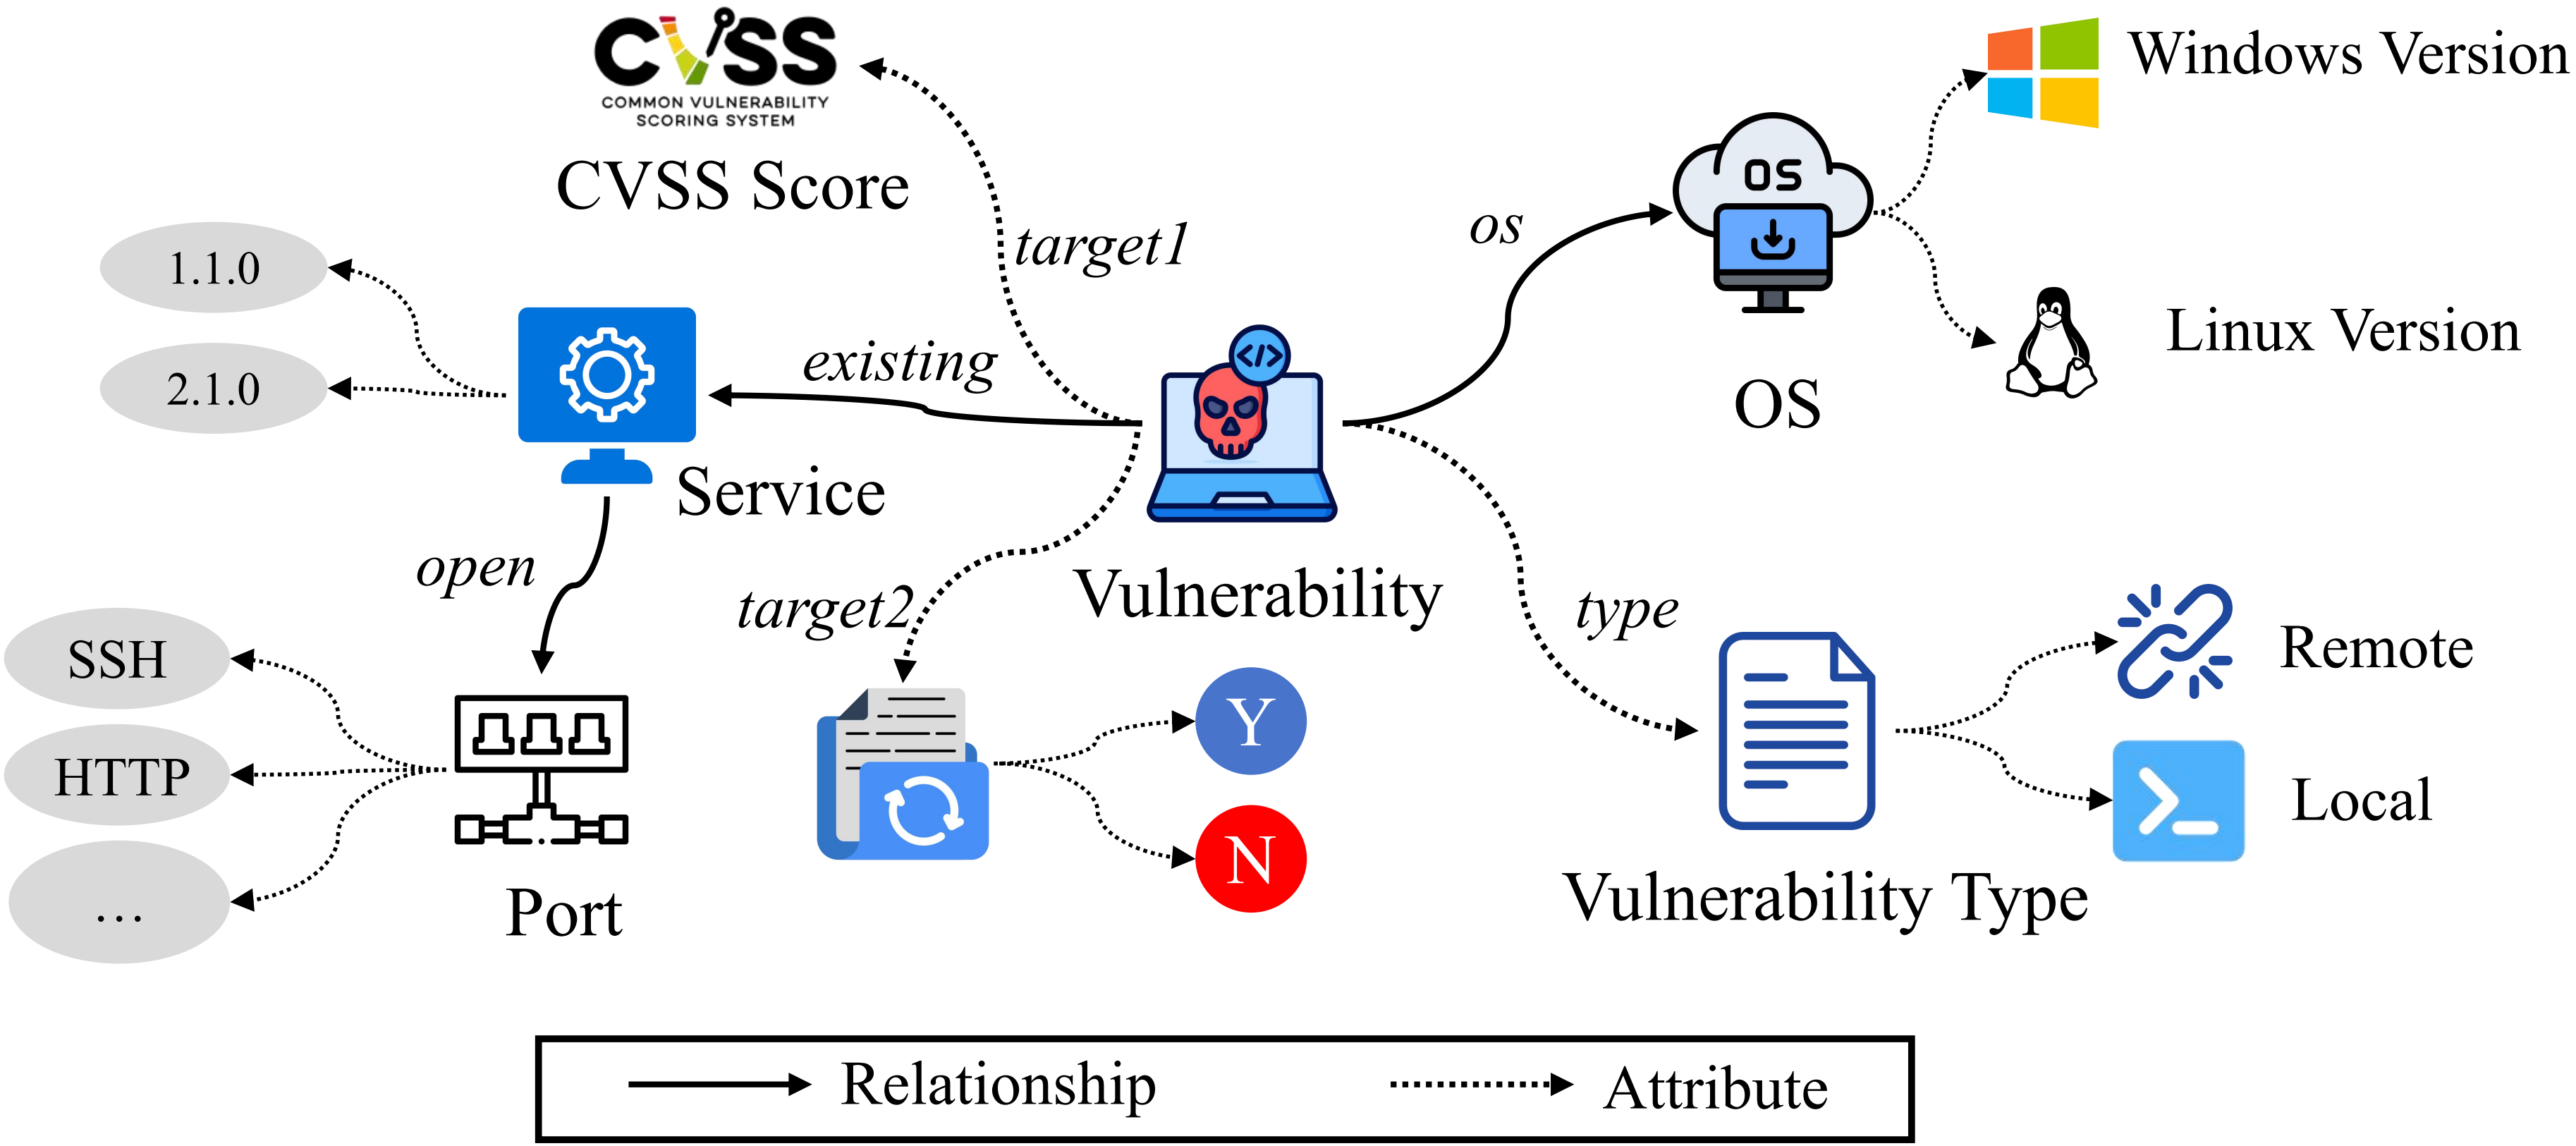 CVSS
COMMON VULNERABILITY
SCORING SYSTEM
CVSS Score
Windows Version
OS
Linux Version
OS
os
target1
1.1.0
2.1.0
existing
</>
Service
Vulnerability
open
target2
type
SSH
HTTP
...
Port
Y
N
Remote
Local
Vulnerability Type
Relationship
Attribute